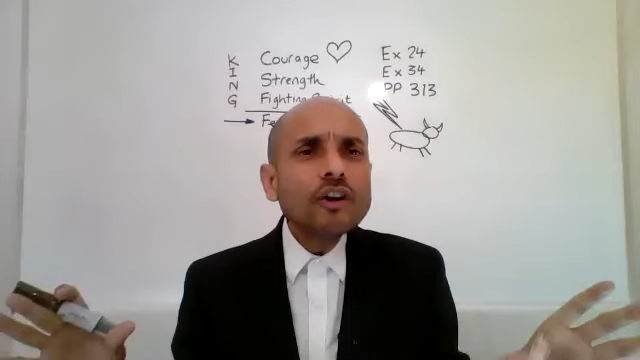 K
I
N
G
Courage
Strength
Fighting
Ex 24
Ex 34
PP 313